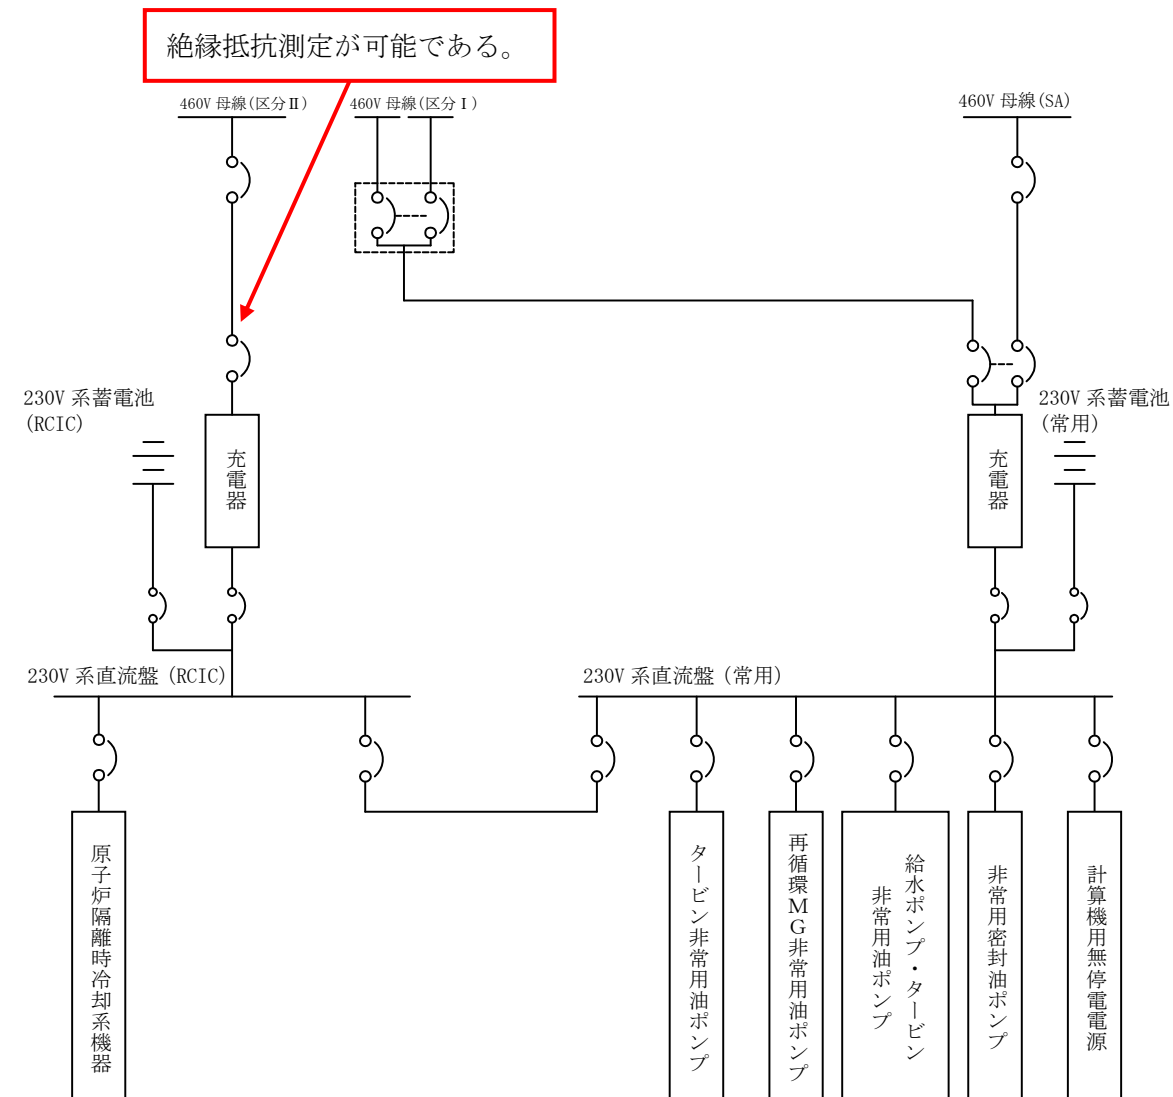 絶縁抵抗測定が可能である。
460V 母線(区分Ⅱ)
460V 母線(区分Ⅰ)
460V 母線(SA)
230V 系蓄電池
(RCIC)
充電器
充電器
230V 系蓄電池
(常用)
230V 系直流盤 (RCIC)
230V 系直流盤 (常用)
原子炉隔離時冷却系機器
タービン非常用油ポンプ
再循環MG非常用油ポンプ
給水ポンプ・タービン
非常用油ポンプ
非常用密封油ポンプ
計算機用無停電電源